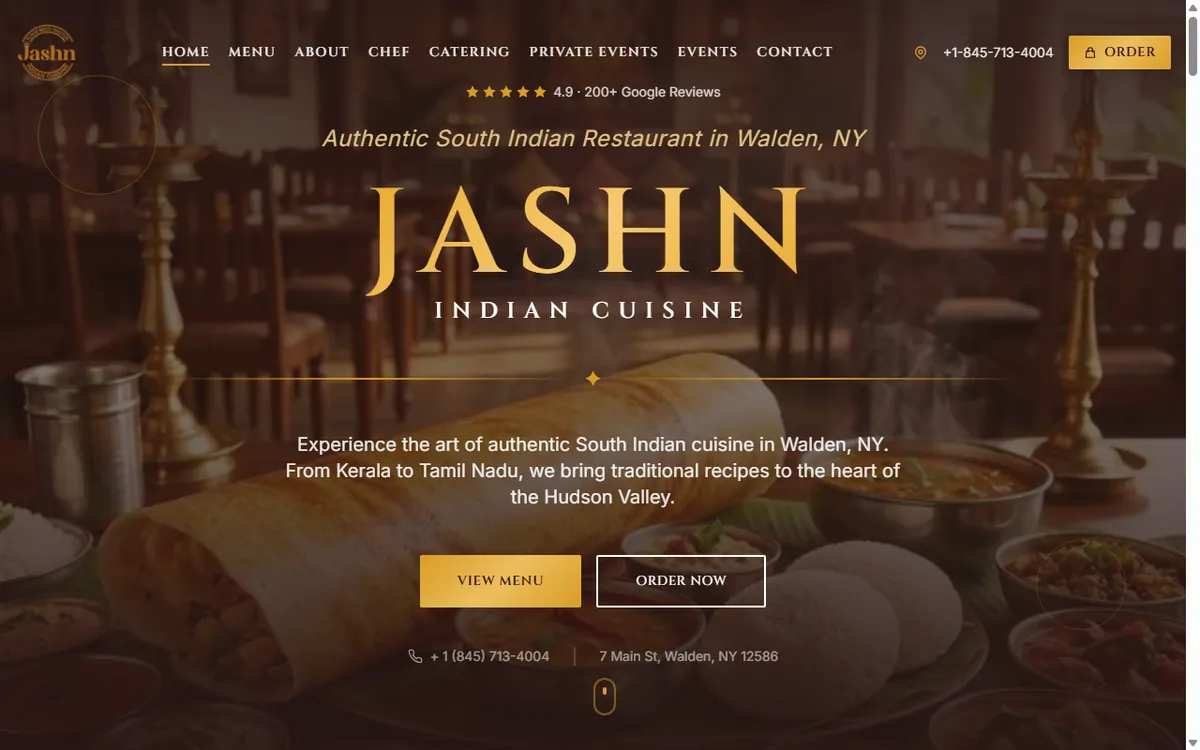 Jashn
INDIAN CUISINE
HOME MENU ABOUT CHEF CATERING PRIVATE EVENTS EVENTS CONTACT
+1-845-713-4004
ORDER
4.9 · 200+ Google Reviews
Authentic South Indian Restaurant in Walden, NY
JASHN
INDIAN CUISINE
Experience the art of authentic South Indian cuisine in Walden, NY.
From Kerala to Tamil Nadu, we bring traditional recipes to the heart of
the Hudson Valley.
VIEW MENU
ORDER NOW
+ 1 (845) 713-4004 | 7 Main St, Walden, NY 12586